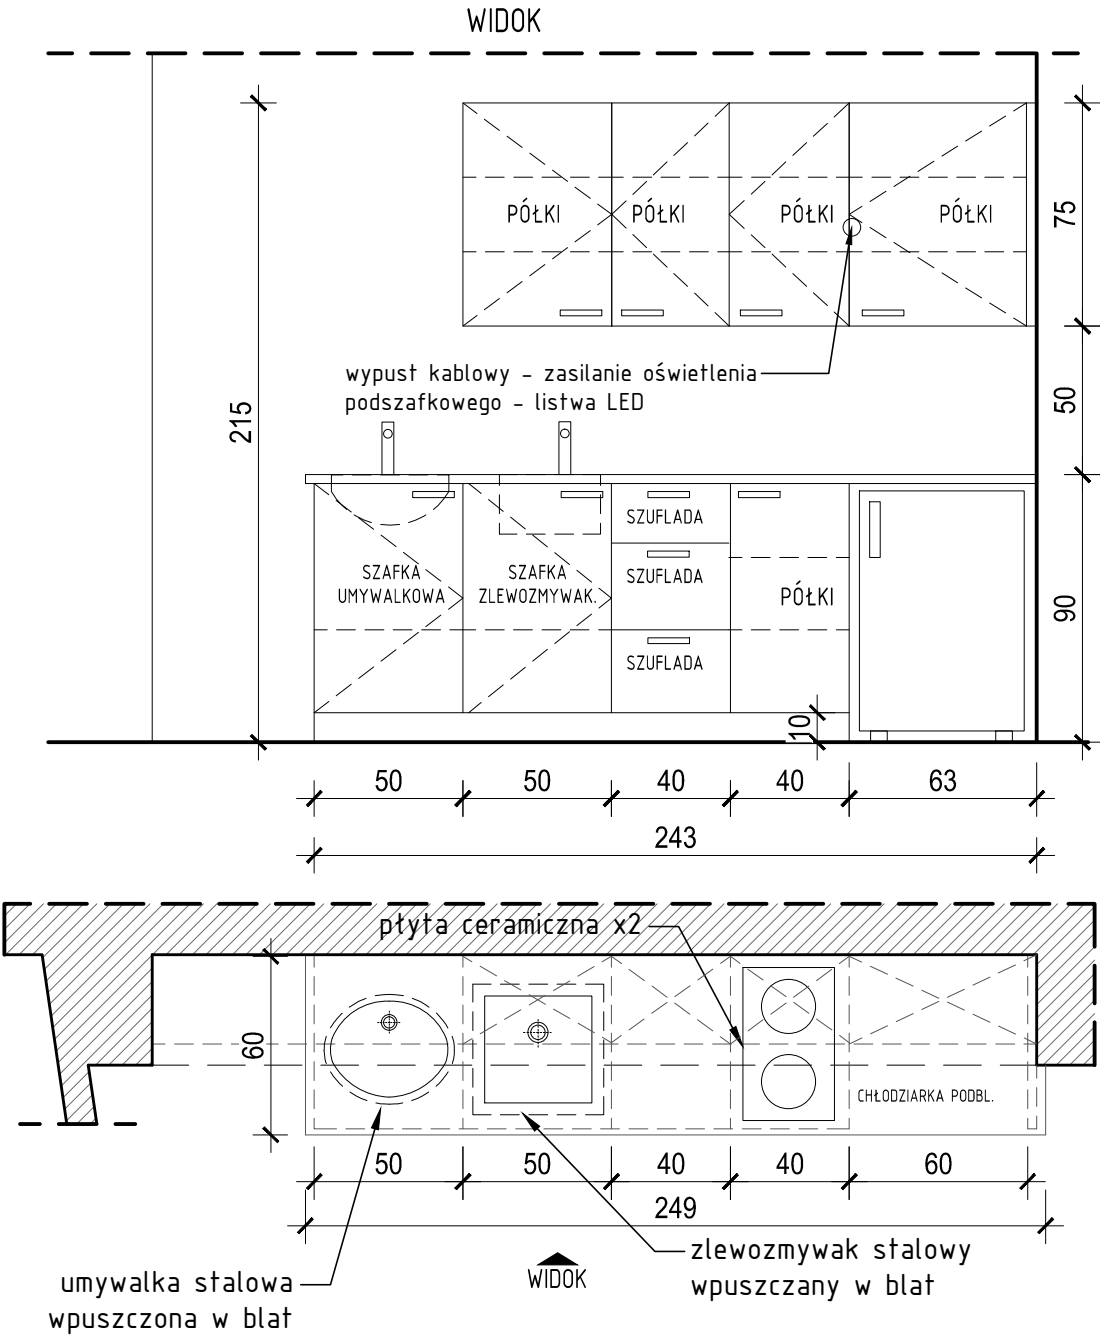 WIDOK
PÓŁKI PÓŁKI PÓŁKI PÓŁKI
75
wypust kablowy - zasilanie oświetlenia
podszafkowego - listwa LED
215
50
SZUFLADA
SZAFKA
UMYWALKOWA
SZAFKA
ZLEWOZMYWAK.
SZUFLADA
PÓŁKI
90
SZUFLADA
10
50 50 40 40 63
243
płyta ceramiczna x2
60
CHŁODZIARKA PODBL.
50 50 40 40 60
249
zlewozmywak stalowy
wpuszczany w blat
WIDOK
umywalka stalowa
wpuszczona w blat